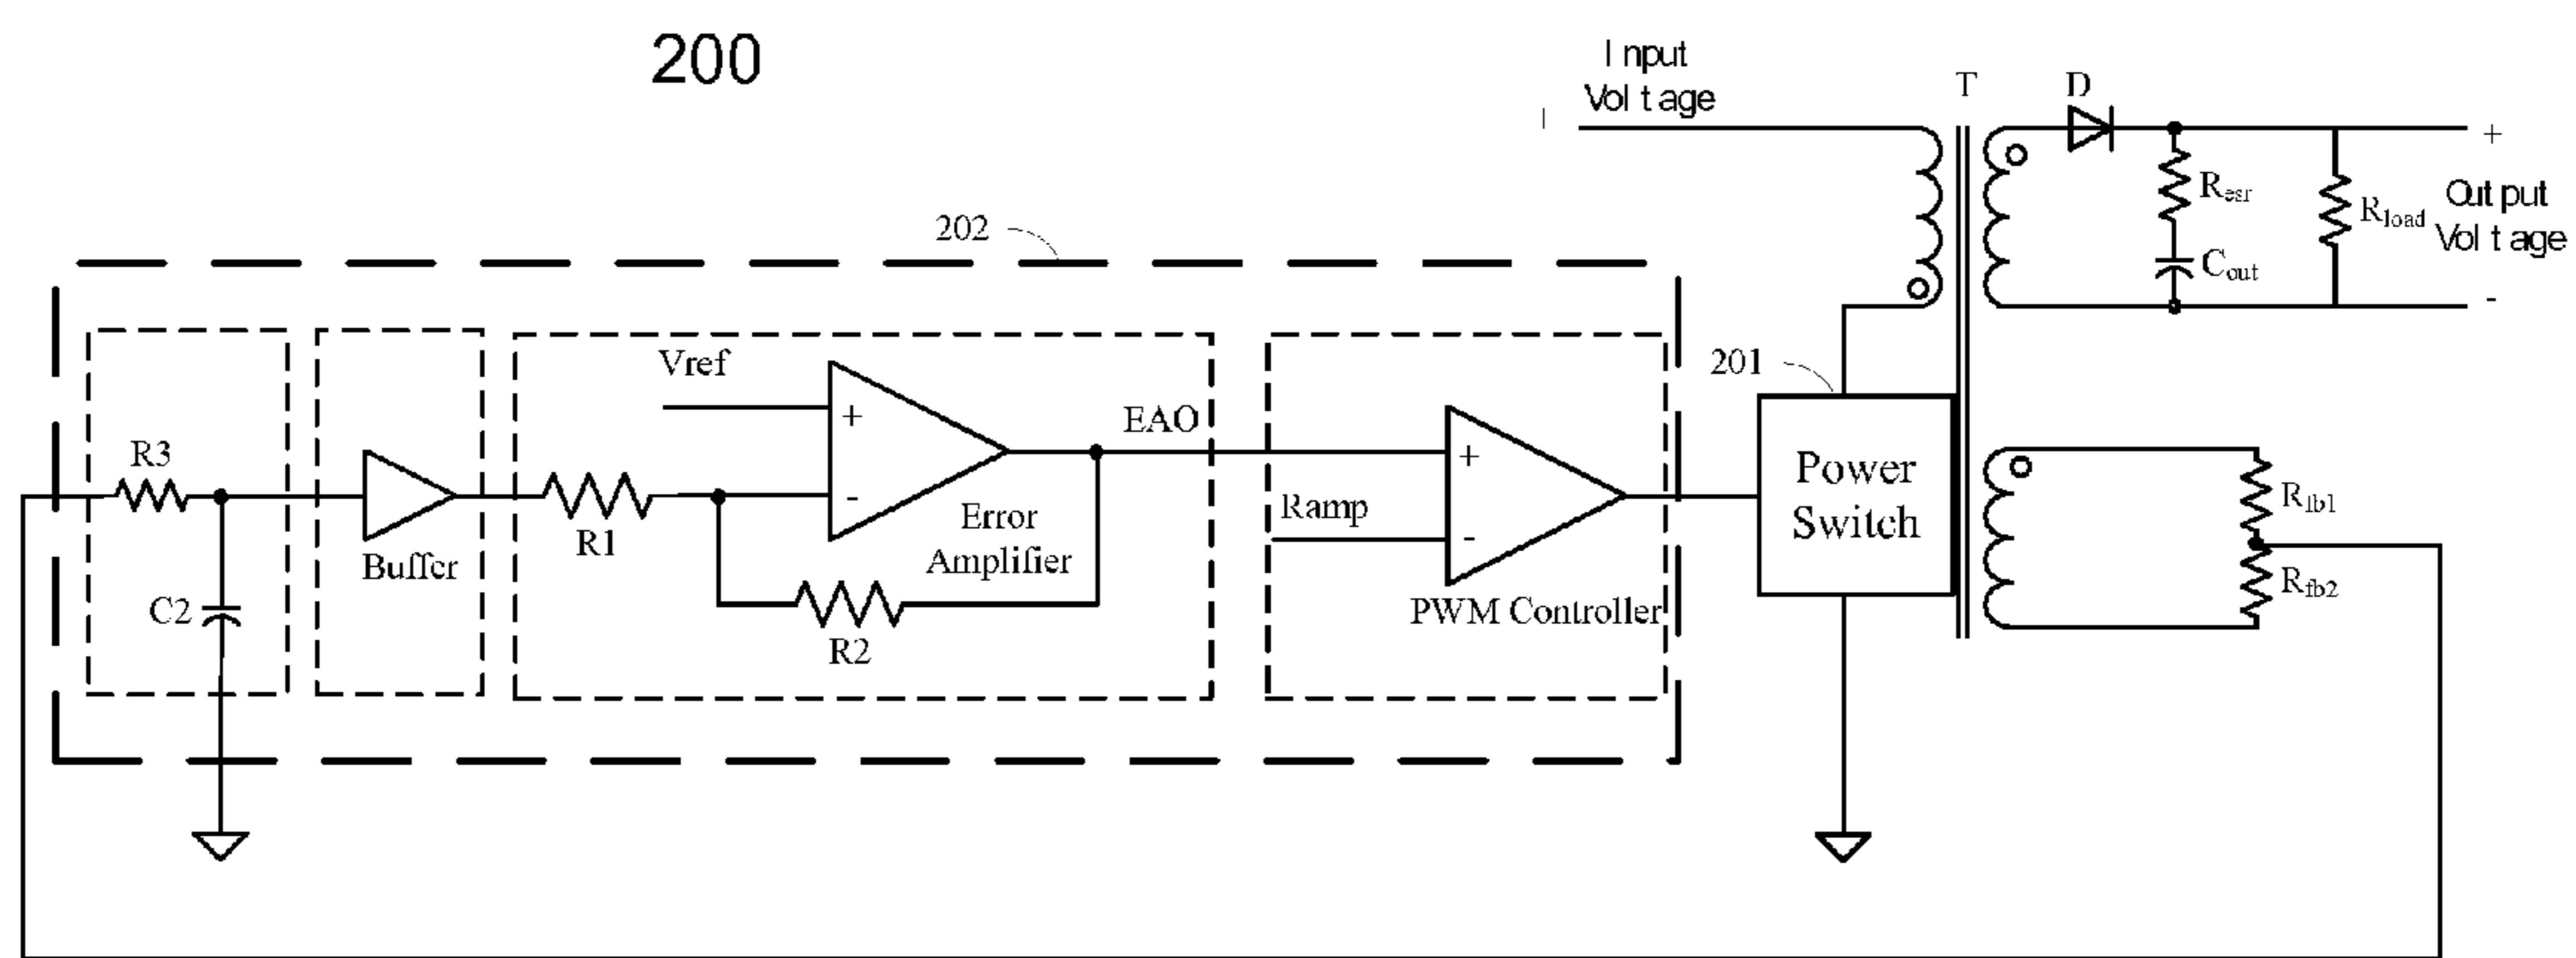 200
Input
Voltage
T
D
+
Resr
Rload
Output
Voltage
Cout
-
202
201
Vref
+
EAO
R3
-
Error
Amplifier
R1
Buffer
C2
R2
+
Ramp
-
PWM Controller
Power
Switch
Rfb1
Rfb2